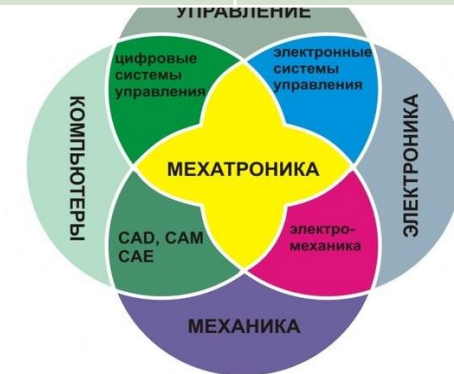 УПРАВЛЕНИЕ
цифровые
системы
управления
электронные
системы
управления
КОМПЬЮТЕРЫ
МЕХАТРОНИКА
ЭЛЕКТРОНИКА
CAD, CAM
CAE
электро-
механика
МЕХАНИКА